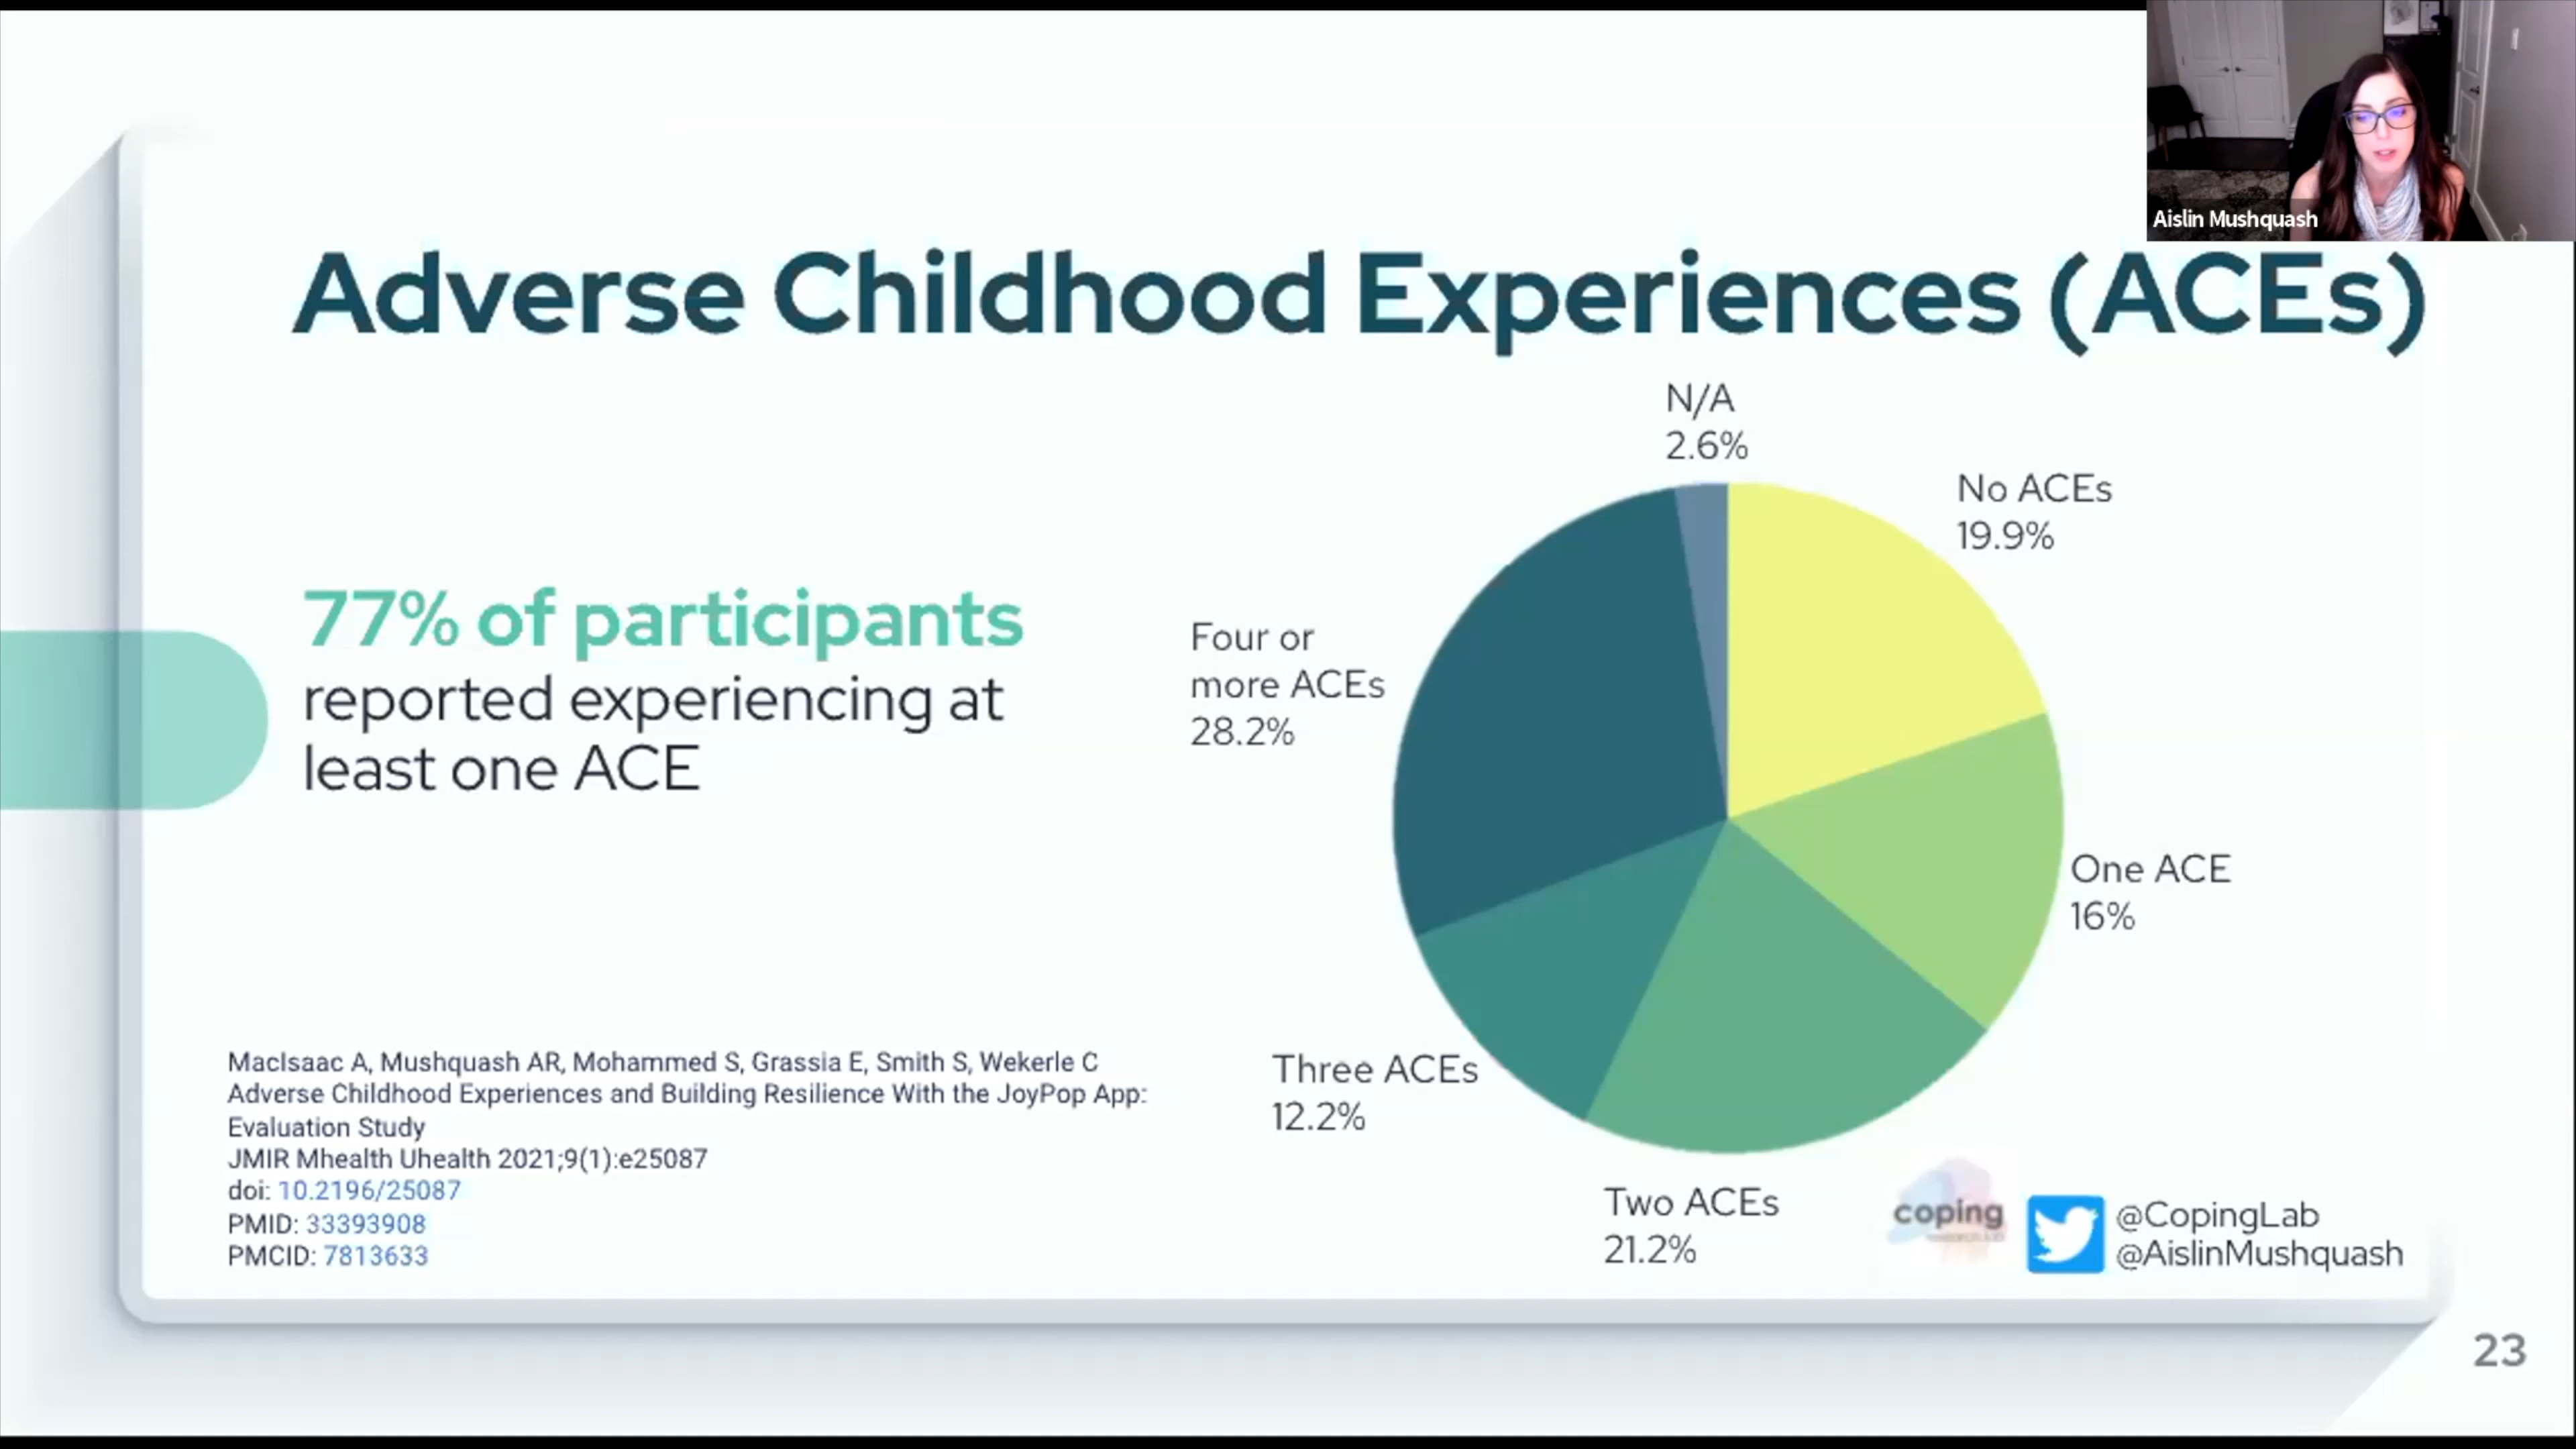 Aislin Mushquash
Adverse Childhood Experiences (ACEs)
77% of participants
reported experiencing at
least one ACE
N/A
2.6%
No ACEs
19.9%
Four or
more ACEs
28.2%
One ACE
16%
Three ACEs
12.2%
Two ACEs
21.2%
MacIsaac A, Mushquash AR, Mohammed S, Grassia E, Smith S, Wekerle C
Adverse Childhood Experiences and Building Resilience With the JoyPop App:
Evaluation Study
JMIR Mhealth Uhealth 2021;9(1):e25087
doi: 10.2196/25087
PMID: 33393908
PMCID: 7813633
coping
@CopingLab
@AislinMushquash
23